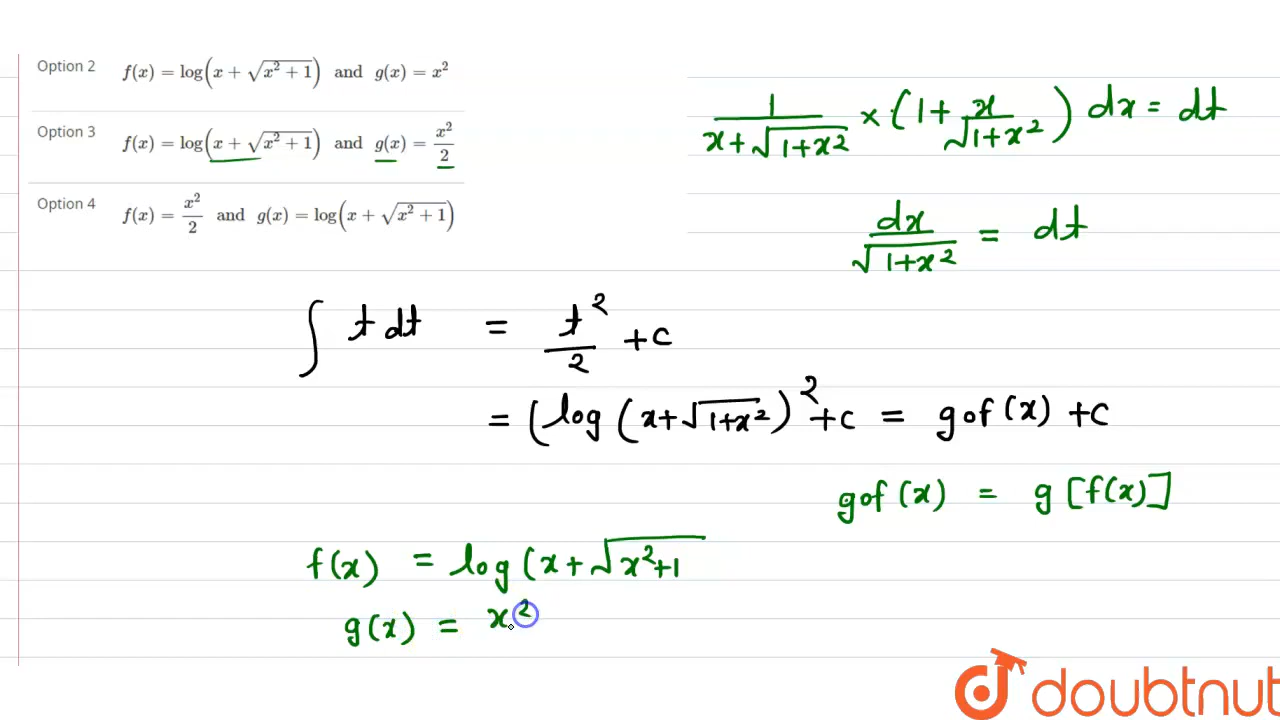 Option 2 f(x) = log(x + √(x² + 1)) and g(x) = x²
Option 3 f(x) = log(x + √(x² + 1)) and g(x) = x²/2
Option 4 f(x) = x²/2 and g(x) = log(x + √(x² + 1))
1/(x+√(1+x²)) × (1 + x/√(1+x²)) dx = dt
dx/√(1+x²) = dt
∫ t dt = t²/2 + c
= (log (x+√(1+x²))² + c = gof(x) + c
gof(x) = g[f(x)]
f(x) = log (x + √(x²+1)
g(x) = x²
doubtnut